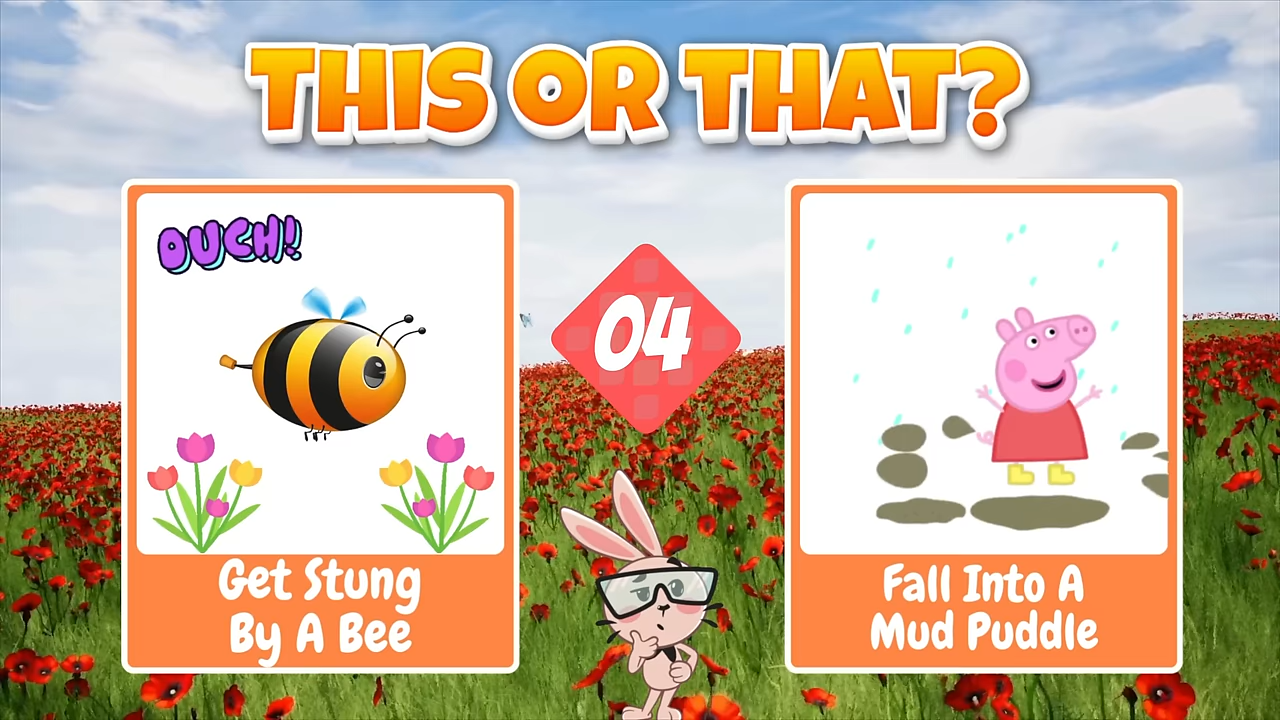 THIS OR THAT?
OUCH!
04
Get Stung
By A Bee
Fall Into A
Mud Puddle